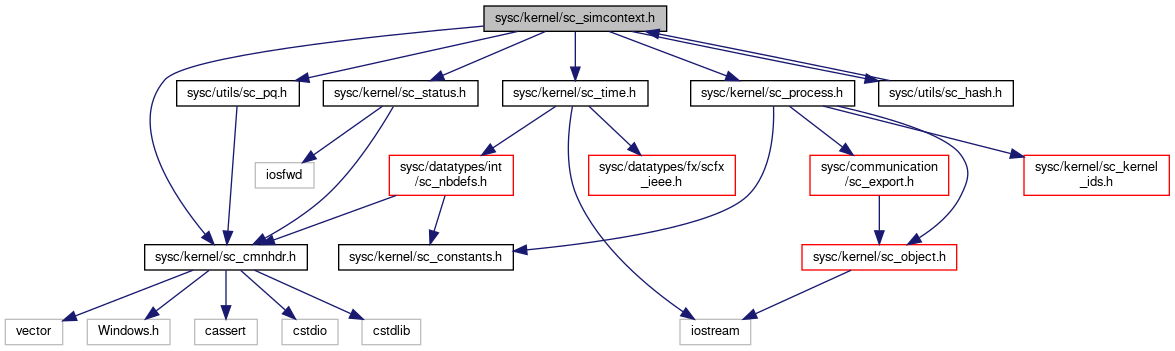 sysc/kernel/sc_simcontext.h
sysc/utils/sc_pq.h
sysc/kernel/sc_status.h
sysc/kernel/sc_time.h
sysc/kernel/sc_process.h
sysc/utils/sc_hash.h
iosfwd
sysc/datatypes/int
/sc_nbdefs.h
sysc/datatypes/fx/scfx
_ieee.h
sysc/communication
/sc_export.h
sysc/kernel/sc_kernel
_ids.h
sysc/kernel/sc_cmnhdr.h
sysc/kernel/sc_constants.h
sysc/kernel/sc_object.h
vector
Windows.h
cassert
cstdio
cstdlib
iostream